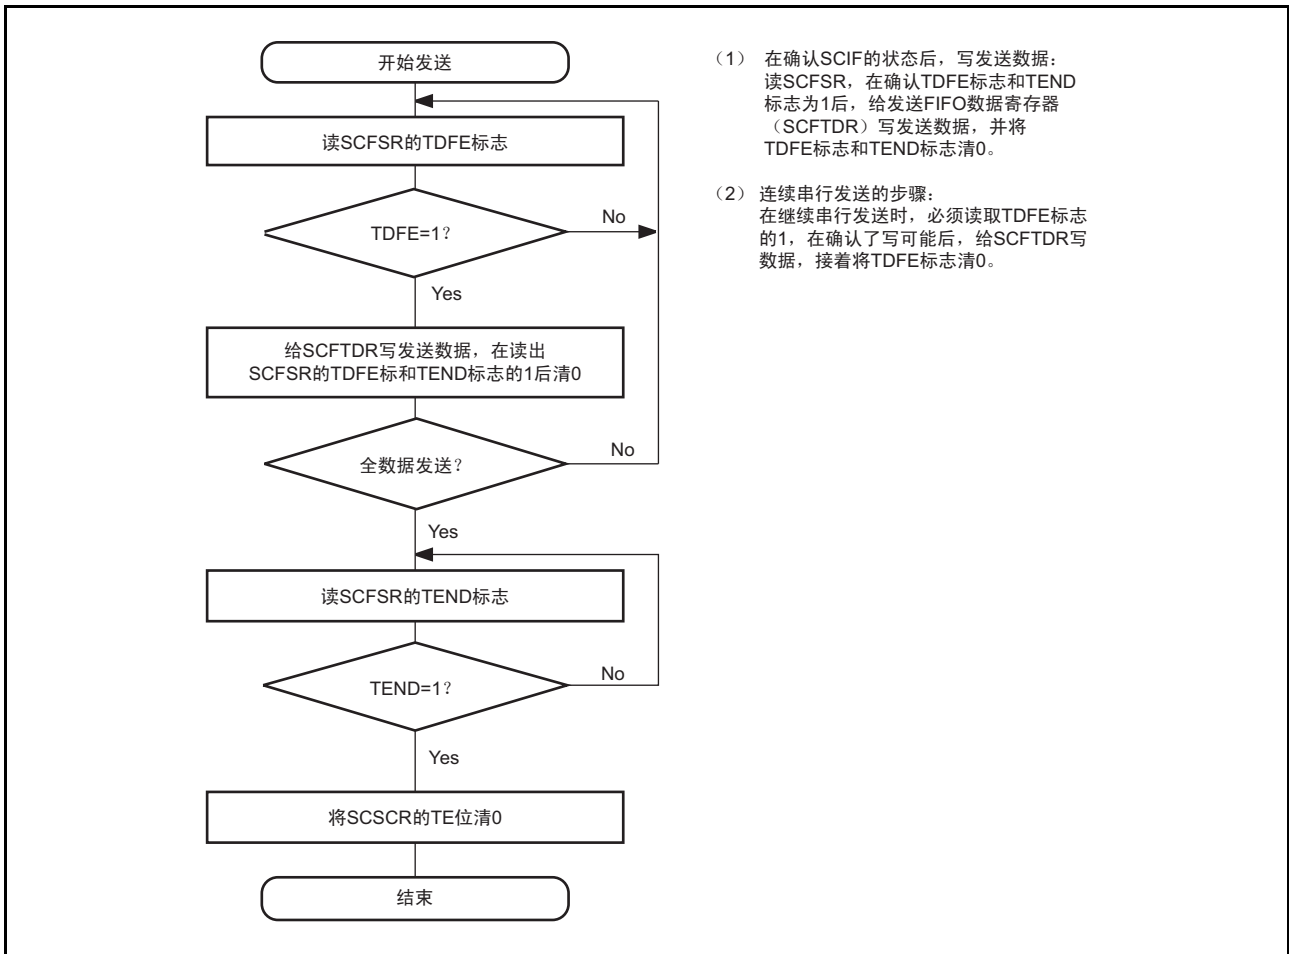 开始发送
读SCFSR的TDFE标志
TDFE=1?
No
Yes
给SCFTDR写发送数据，在读出
SCFSR的TDFE标和TEND标志的1后清0
全数据发送?
No
Yes
读SCFSR的TEND标志
TEND=1?
No
Yes
将SCSCR的TE位清0
结束
（1） 在确认SCIF的状态后，写发送数据：
读SCFSR，在确认TDFE标志和TEND
标志为1后，给发送FIFO数据寄存器
（SCFTDR）写发送数据，并将
TDFE标志和TEND标志清0。
（2） 连续串行发送的步骤：
在继续串行发送时，必须读取TDFE标志
的1，在确认了写可能后，给SCFTDR写
数据，接着将TDFE标志清0。